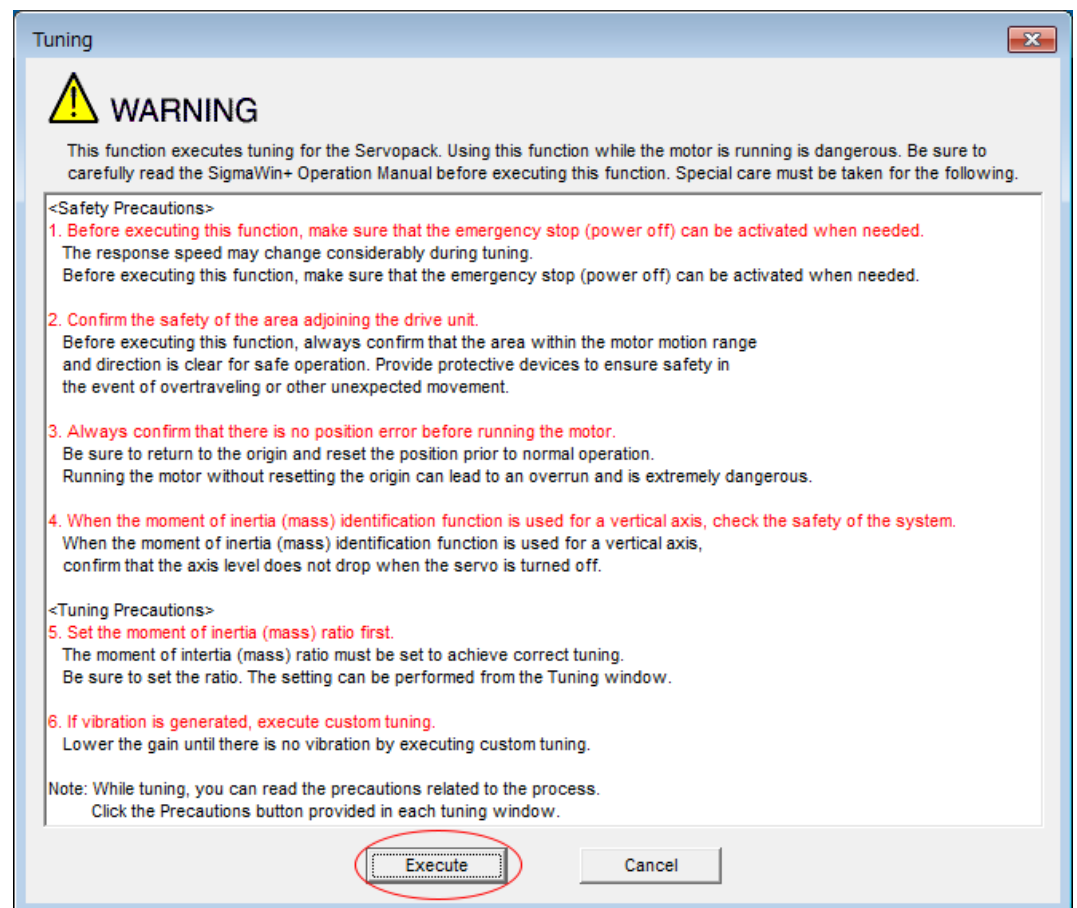 Tuning
WARNING
This function executes tuning for the Servopack. Using this function while the motor is running is dangerous. Be sure to
carefully read the SigmaWin+ Operation Manual before executing this function. Special care must be taken for the following.
<Safety Precautions>
1. Before executing this function, make sure that the emergency stop (power off) can be activated when needed.
The response speed may change considerably during tuning.
Before executing this function, make sure that the emergency stop (power off) can be activated when needed.
2. Confirm the safety of the area adjoining the drive unit.
Before executing this function, always confirm that the area within the motor motion range
and direction is clear for safe operation. Provide protective devices to ensure safety in
the event of overtraveling or other unexpected movement.
3. Always confirm that there is no position error before running the motor.
Be sure to return to the origin and reset the position prior to normal operation.
Running the motor without resetting the origin can lead to an overrun and is extremely dangerous.
4. When the moment of inertia (mass) identification function is used for a vertical axis, check the safety of the system.
When the moment of inertia (mass) identification function is used for a vertical axis,
confirm that the axis level does not drop when the servo is turned off.
<Tuning Precautions>
5. Set the moment of inertia (mass) ratio first.
The moment of intertia (mass) ratio must be set to achieve correct tuning.
Be sure to set the ratio. The setting can be performed from the Tuning window.
6. If vibration is generated, execute custom tuning.
Lower the gain until there is no vibration by executing custom tuning.
Note: While tuning, you can read the precautions related to the process.
Click the Precautions button provided in each tuning window.
Execute
Cancel